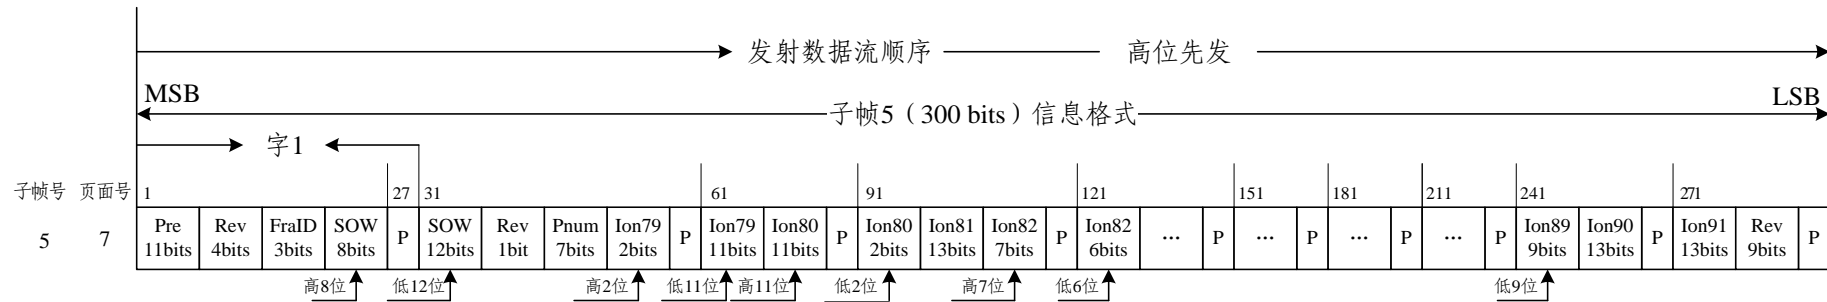 发射数据流顺序 高位先发
MSB LSB
子帧5（300 bits）信息格式
字1
子帧号 页面号 1 27 31 61 91 121 151 181 211 241 271
5 7 Pre 11bits Rev 4bits FraID 3bits SOW 8bits P SOW 12bits Rev 1bit Pnum 7bits Ion79 2bits P Ion79 11bits Ion80 11bits P Ion80 2bits Ion81 13bits Ion82 7bits P Ion82 6bits ... P ... P ... P ... P Ion89 9bits Ion90 13bits P Ion91 13bits Rev 9bits P
高8位 低12位 高2位 低11位 高11位 低2位 高7位 低6位 低9位